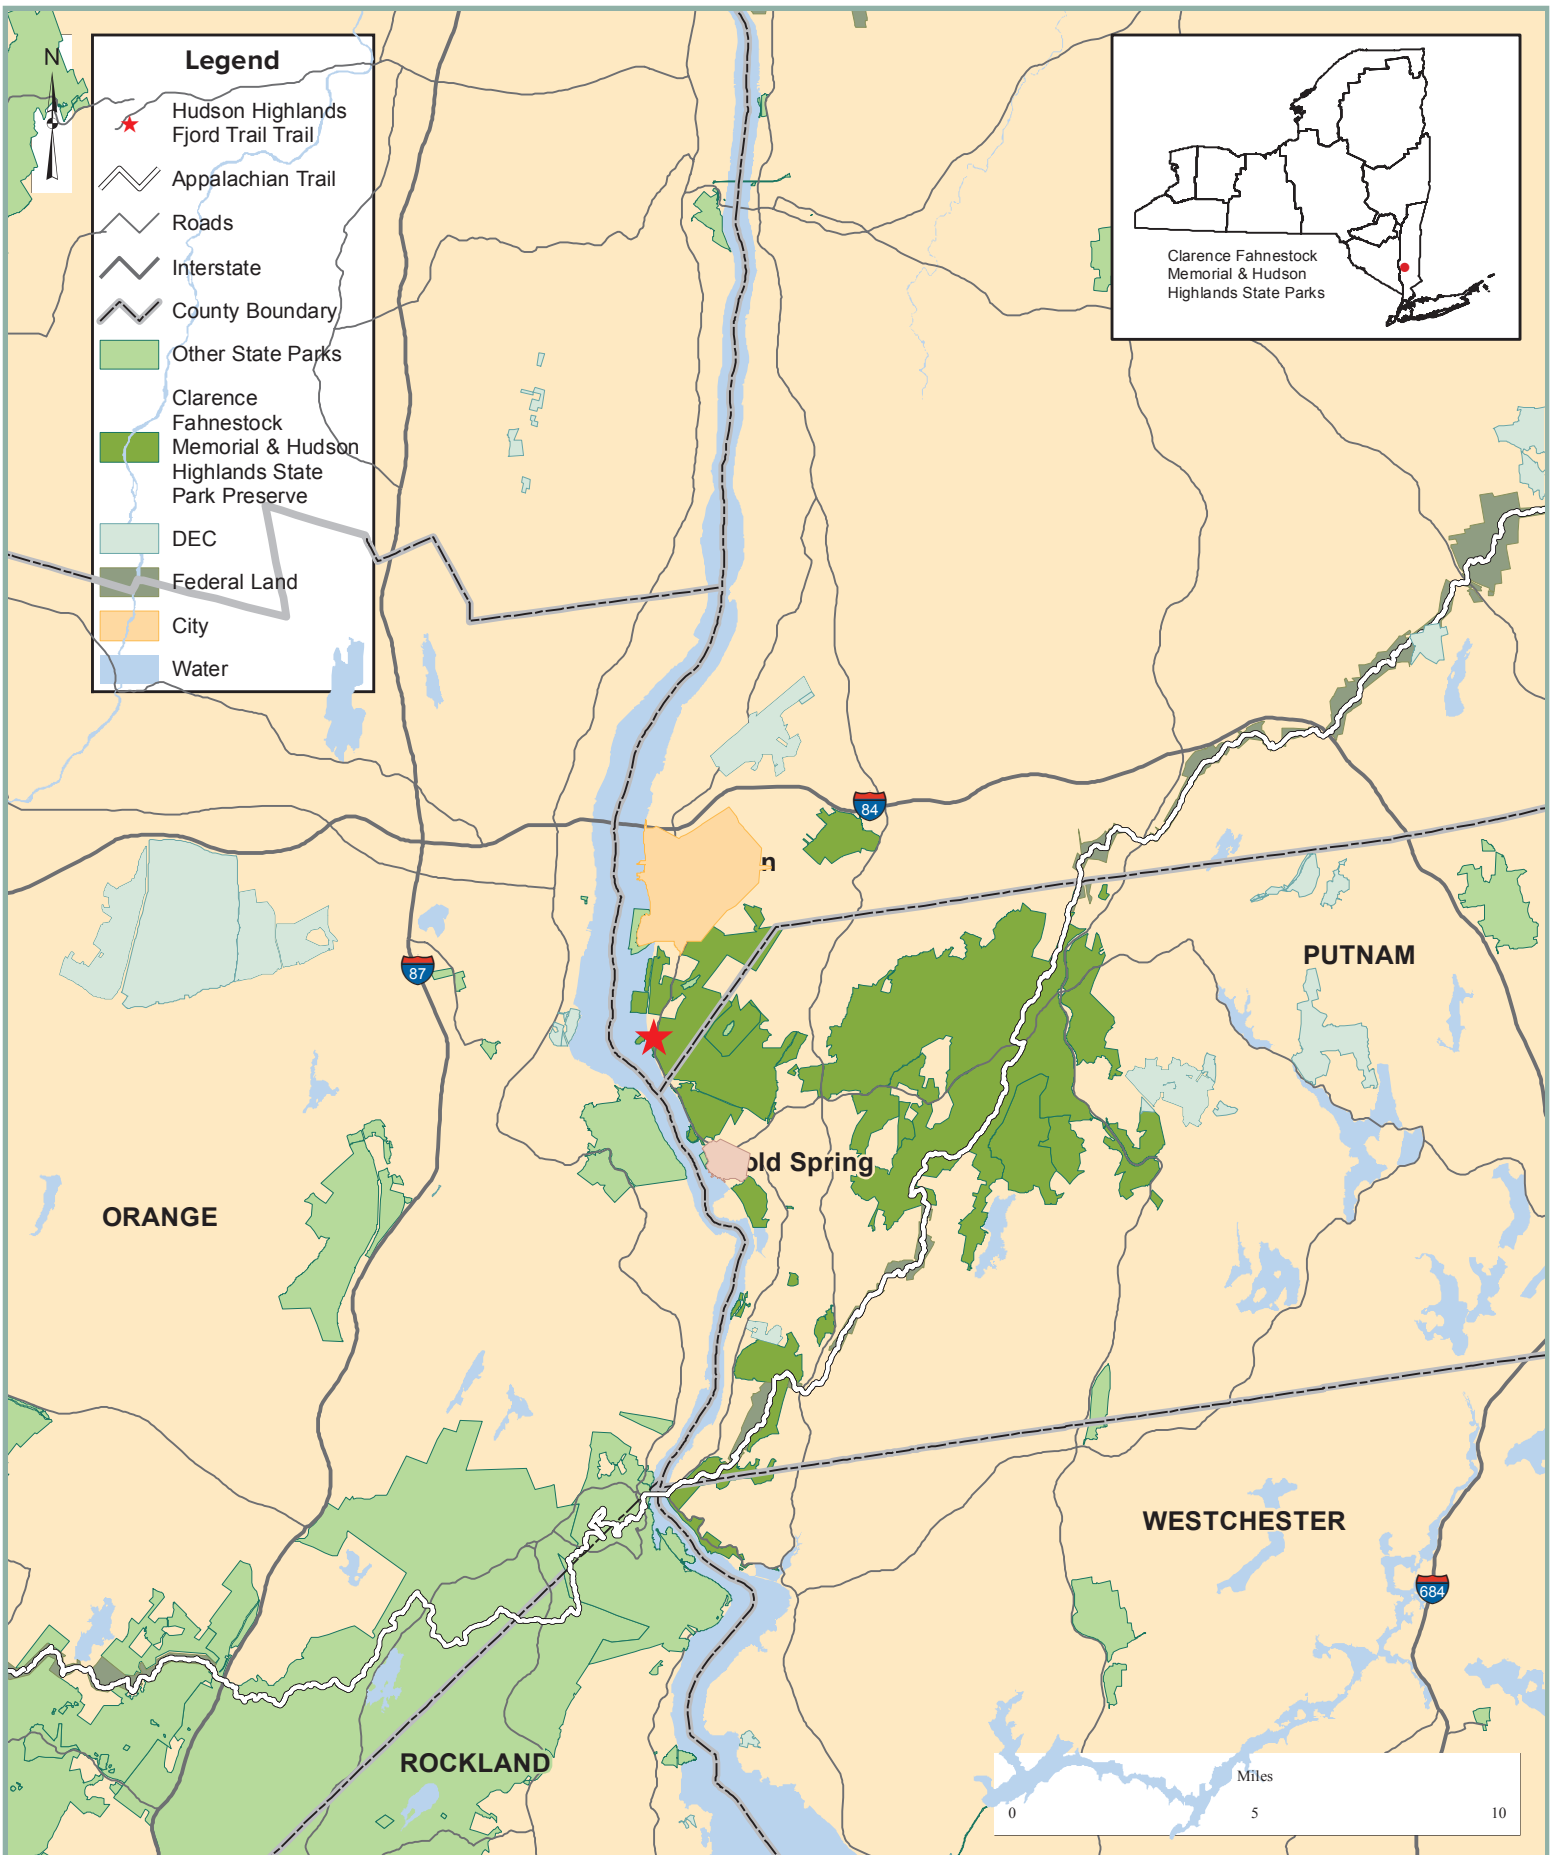 N
Legend
Hudson Highlands
Fjord Trail Trail
Appalachian Trail
Roads
Interstate
County Boundary
Other State Parks
Clarence
Fahnestock
Memorial & Hudson
Highlands State
Park Preserve
DEC
Federal Land
City
Water
Clarence Fahnestock
Memorial & Hudson
Highlands State Parks
84
n
87
PUTNAM
old Spring
ORANGE
WESTCHESTER
684
ROCKLAND
Miles
0 5 10